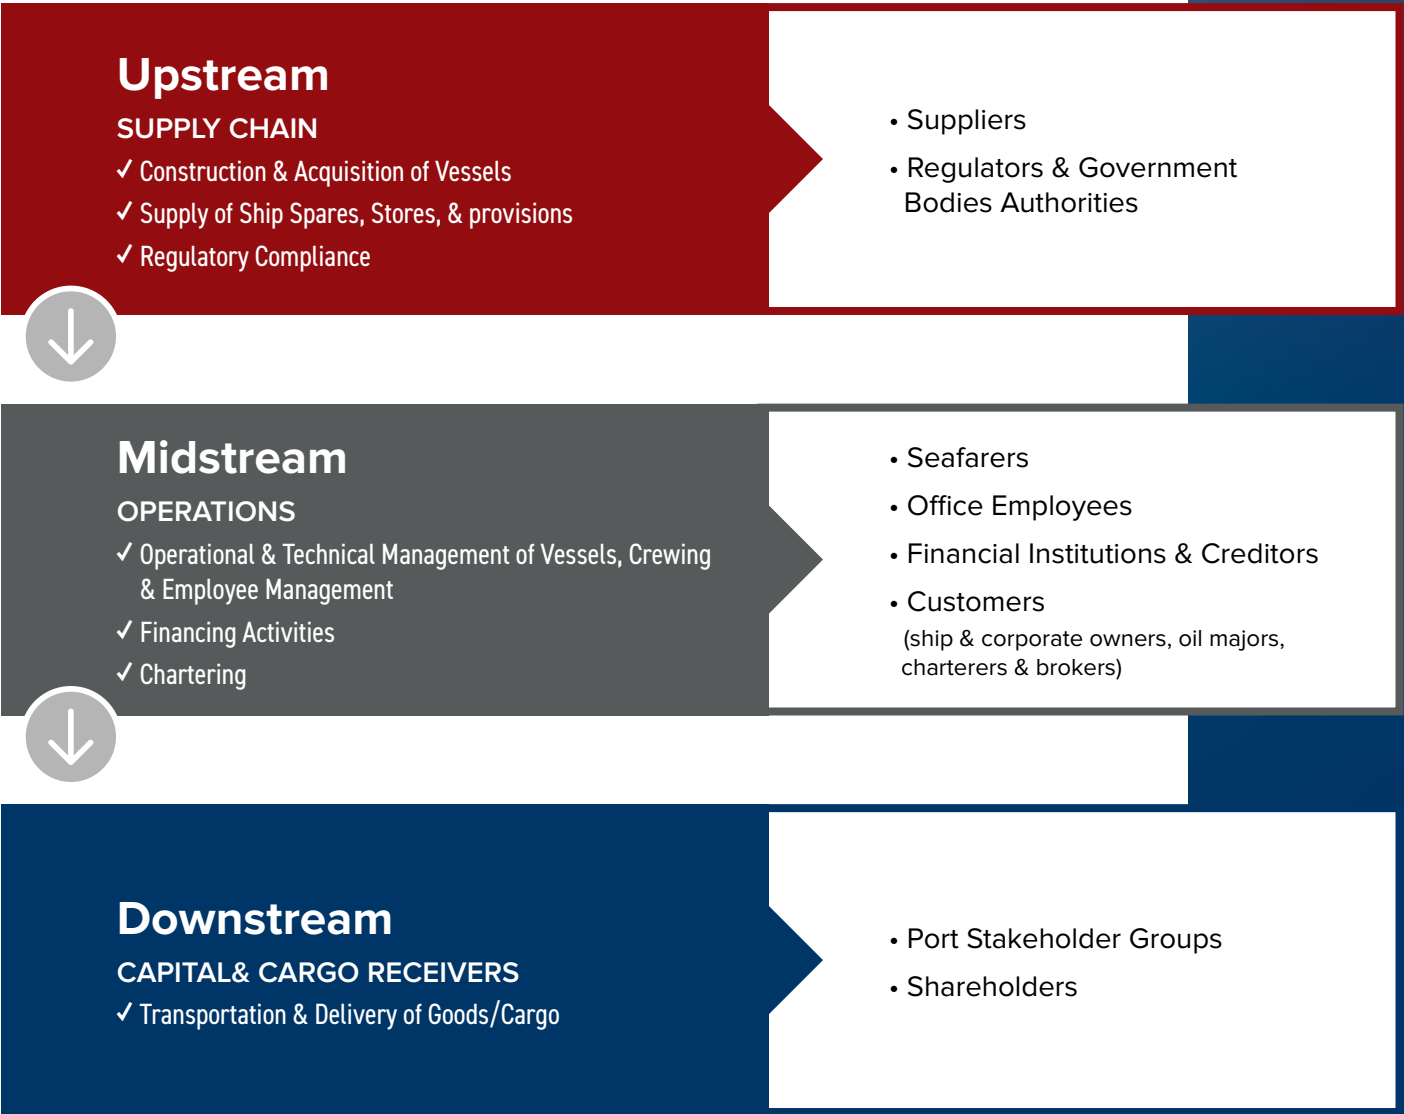 Upstream
SUPPLY CHAIN
✓ Construction & Acquisition of Vessels
✓ Supply of Ship Spares, Stores, & provisions
✓ Regulatory Compliance
• Suppliers
• Regulators & Government
Bodies Authorities
Midstream
OPERATIONS
✓ Operational & Technical Management of Vessels, Crewing
& Employee Management
✓ Financing Activities
✓ Chartering
• Seafarers
• Office Employees
• Financial Institutions & Creditors
• Customers
(ship & corporate owners, oil majors,
charterers & brokers)
Downstream
CAPITAL& CARGO RECEIVERS
✓ Transportation & Delivery of Goods/Cargo
• Port Stakeholder Groups
• Shareholders